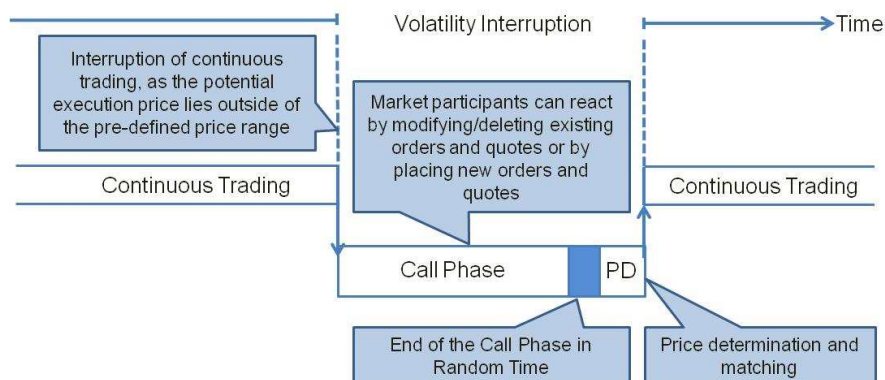 Volatility Interruption
Time
Interruption of continuous
trading, as the potential
execution price lies outside of
the pre-defined price range
Market participants can react
by modifying/deleting existing
orders and quotes or by
placing new orders and
quotes
Continuous Trading
Continuous Trading
Call Phase
PD
End of the Call Phase in
Random Time
Price determination and
matching